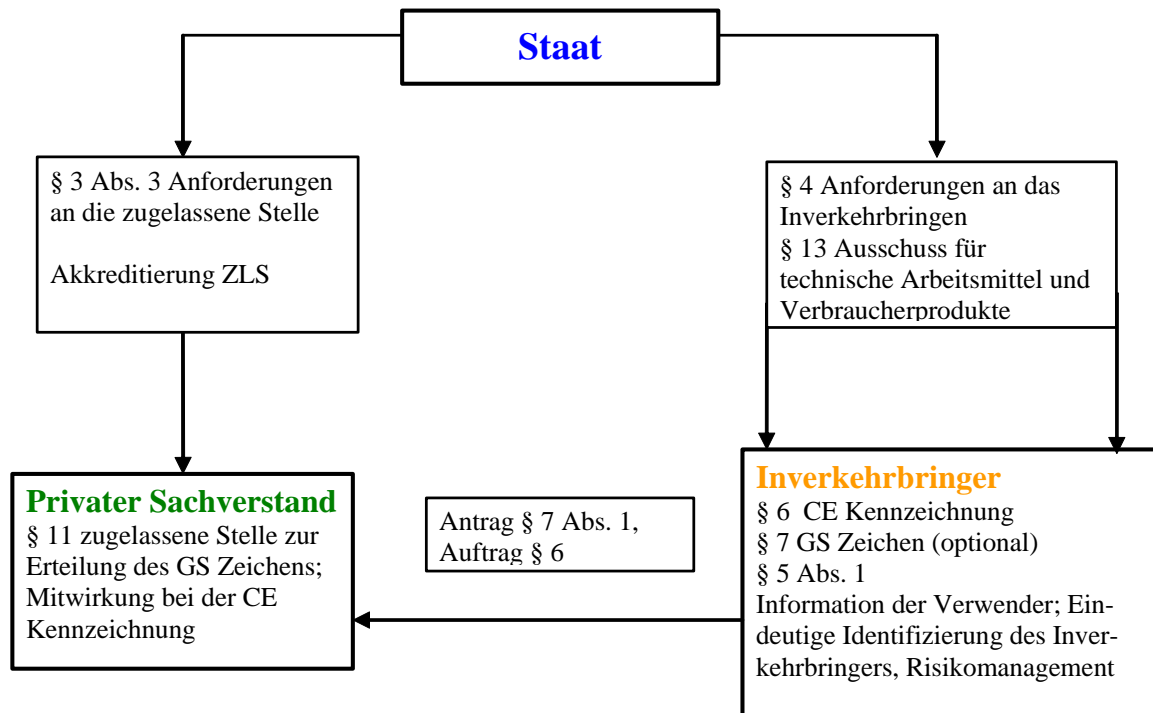 Staat
§ 3 Abs. 3 Anforderungen
an die zugelassene Stelle
Akkreditierung ZLS
§ 4 Anforderungen an das
Inverkehrbringen
§ 13 Ausschuss für
technische Arbeitsmittel und
Verbraucherprodukte
Privater Sachverstand
§ 11 zugelassene Stelle zur
Erteilung des GS Zeichens;
Mitwirkung bei der CE
Kennzeichnung
Antrag § 7 Abs. 1,
Auftrag § 6
Inverkehrbringer
§ 6 CE Kennzeichnung
§ 7 GS Zeichen (optional)
§ 5 Abs. 1
Information der Verwender; Ein-
deutige Identifizierung des Inver-
kehrbringers, Risikomanagement